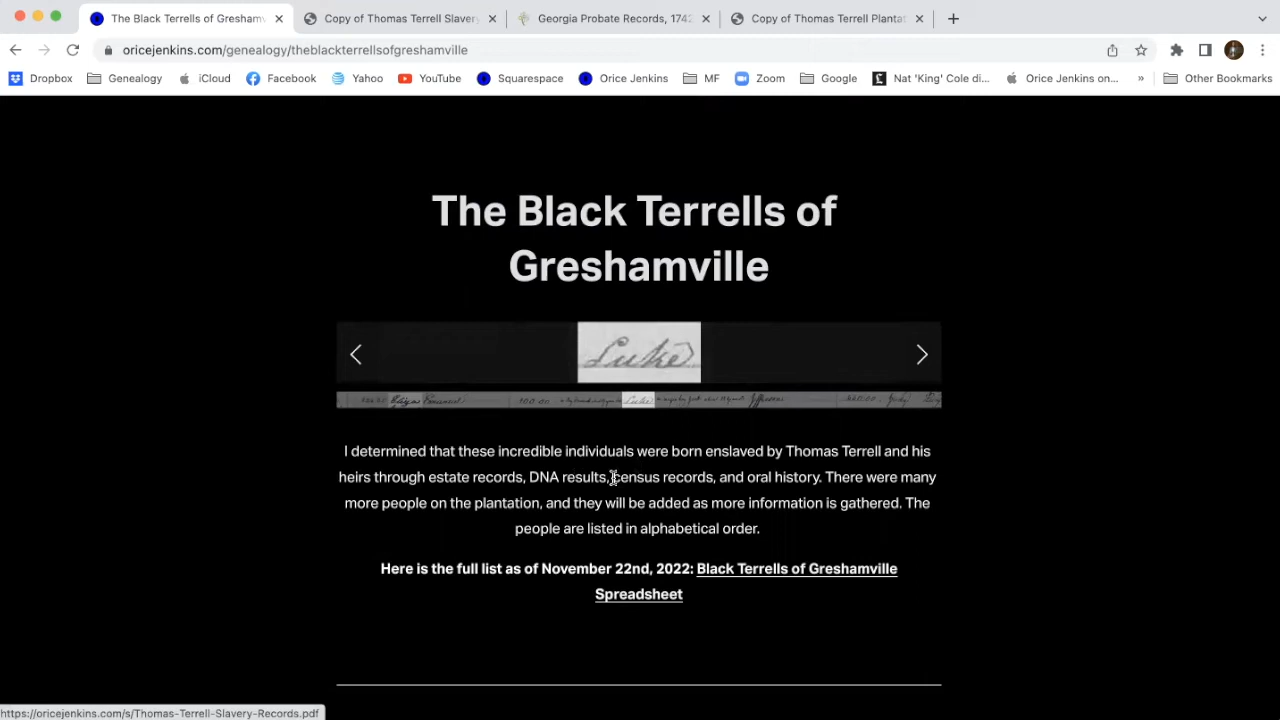 The Black Terrells of Greshamv
Copy of Thomas Terrell Slavery
Georgia Probate Records, 1742
Copy of Thomas Terrell Plantat
oricejenkins.com/genealogy/theblackterrellsofgreshamville
Dropbox Genealogy iCloud Facebook Yahoo YouTube Squarespace Orice Jenkins MF Zoom Google Nat 'King' Cole di... Orice Jenkins on... » Other Bookmarks
The Black Terrells of
Greshamville
Luke
Luke
I determined that these incredible individuals were born enslaved by Thomas Terrell and his
heirs through estate records, DNA results, census records, and oral history. There were many
more people on the plantation, and they will be added as more information is gathered. The
people are listed in alphabetical order.
Here is the full list as of November 22nd, 2022: Black Terrells of Greshamville
Spreadsheet
https://oricejenkins.com/s/Thomas-Terrell-Slavery-Records.pdf